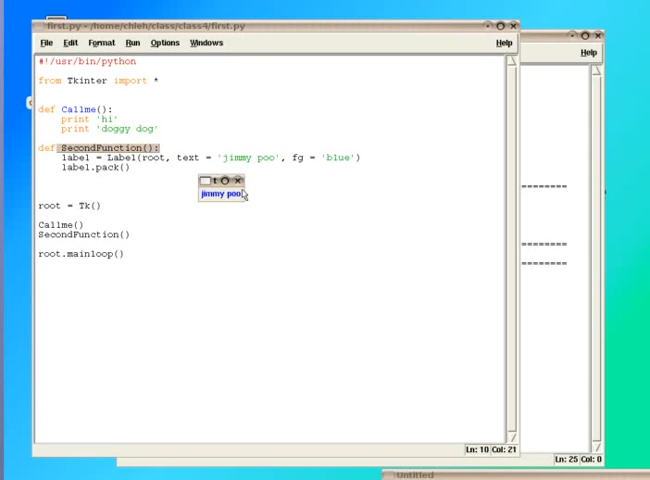 first.py - /home/chieh/class/class4/first.py
File Edit Format Run Options Windows Help
Help
#!/usr/bin/python
from Tkinter import *
def Callme():
print 'hi'
print 'doggy dog'
def SecondFunction():
label = Label(root, text = 'jimmy poo', fg = 'blue')
label.pack()
t
jimmy poo
root = Tk()
Callme()
SecondFunction()
root.mainloop()
========
========
========
Ln: 10 Col: 21
Ln: 25 Col: 0
Untitled